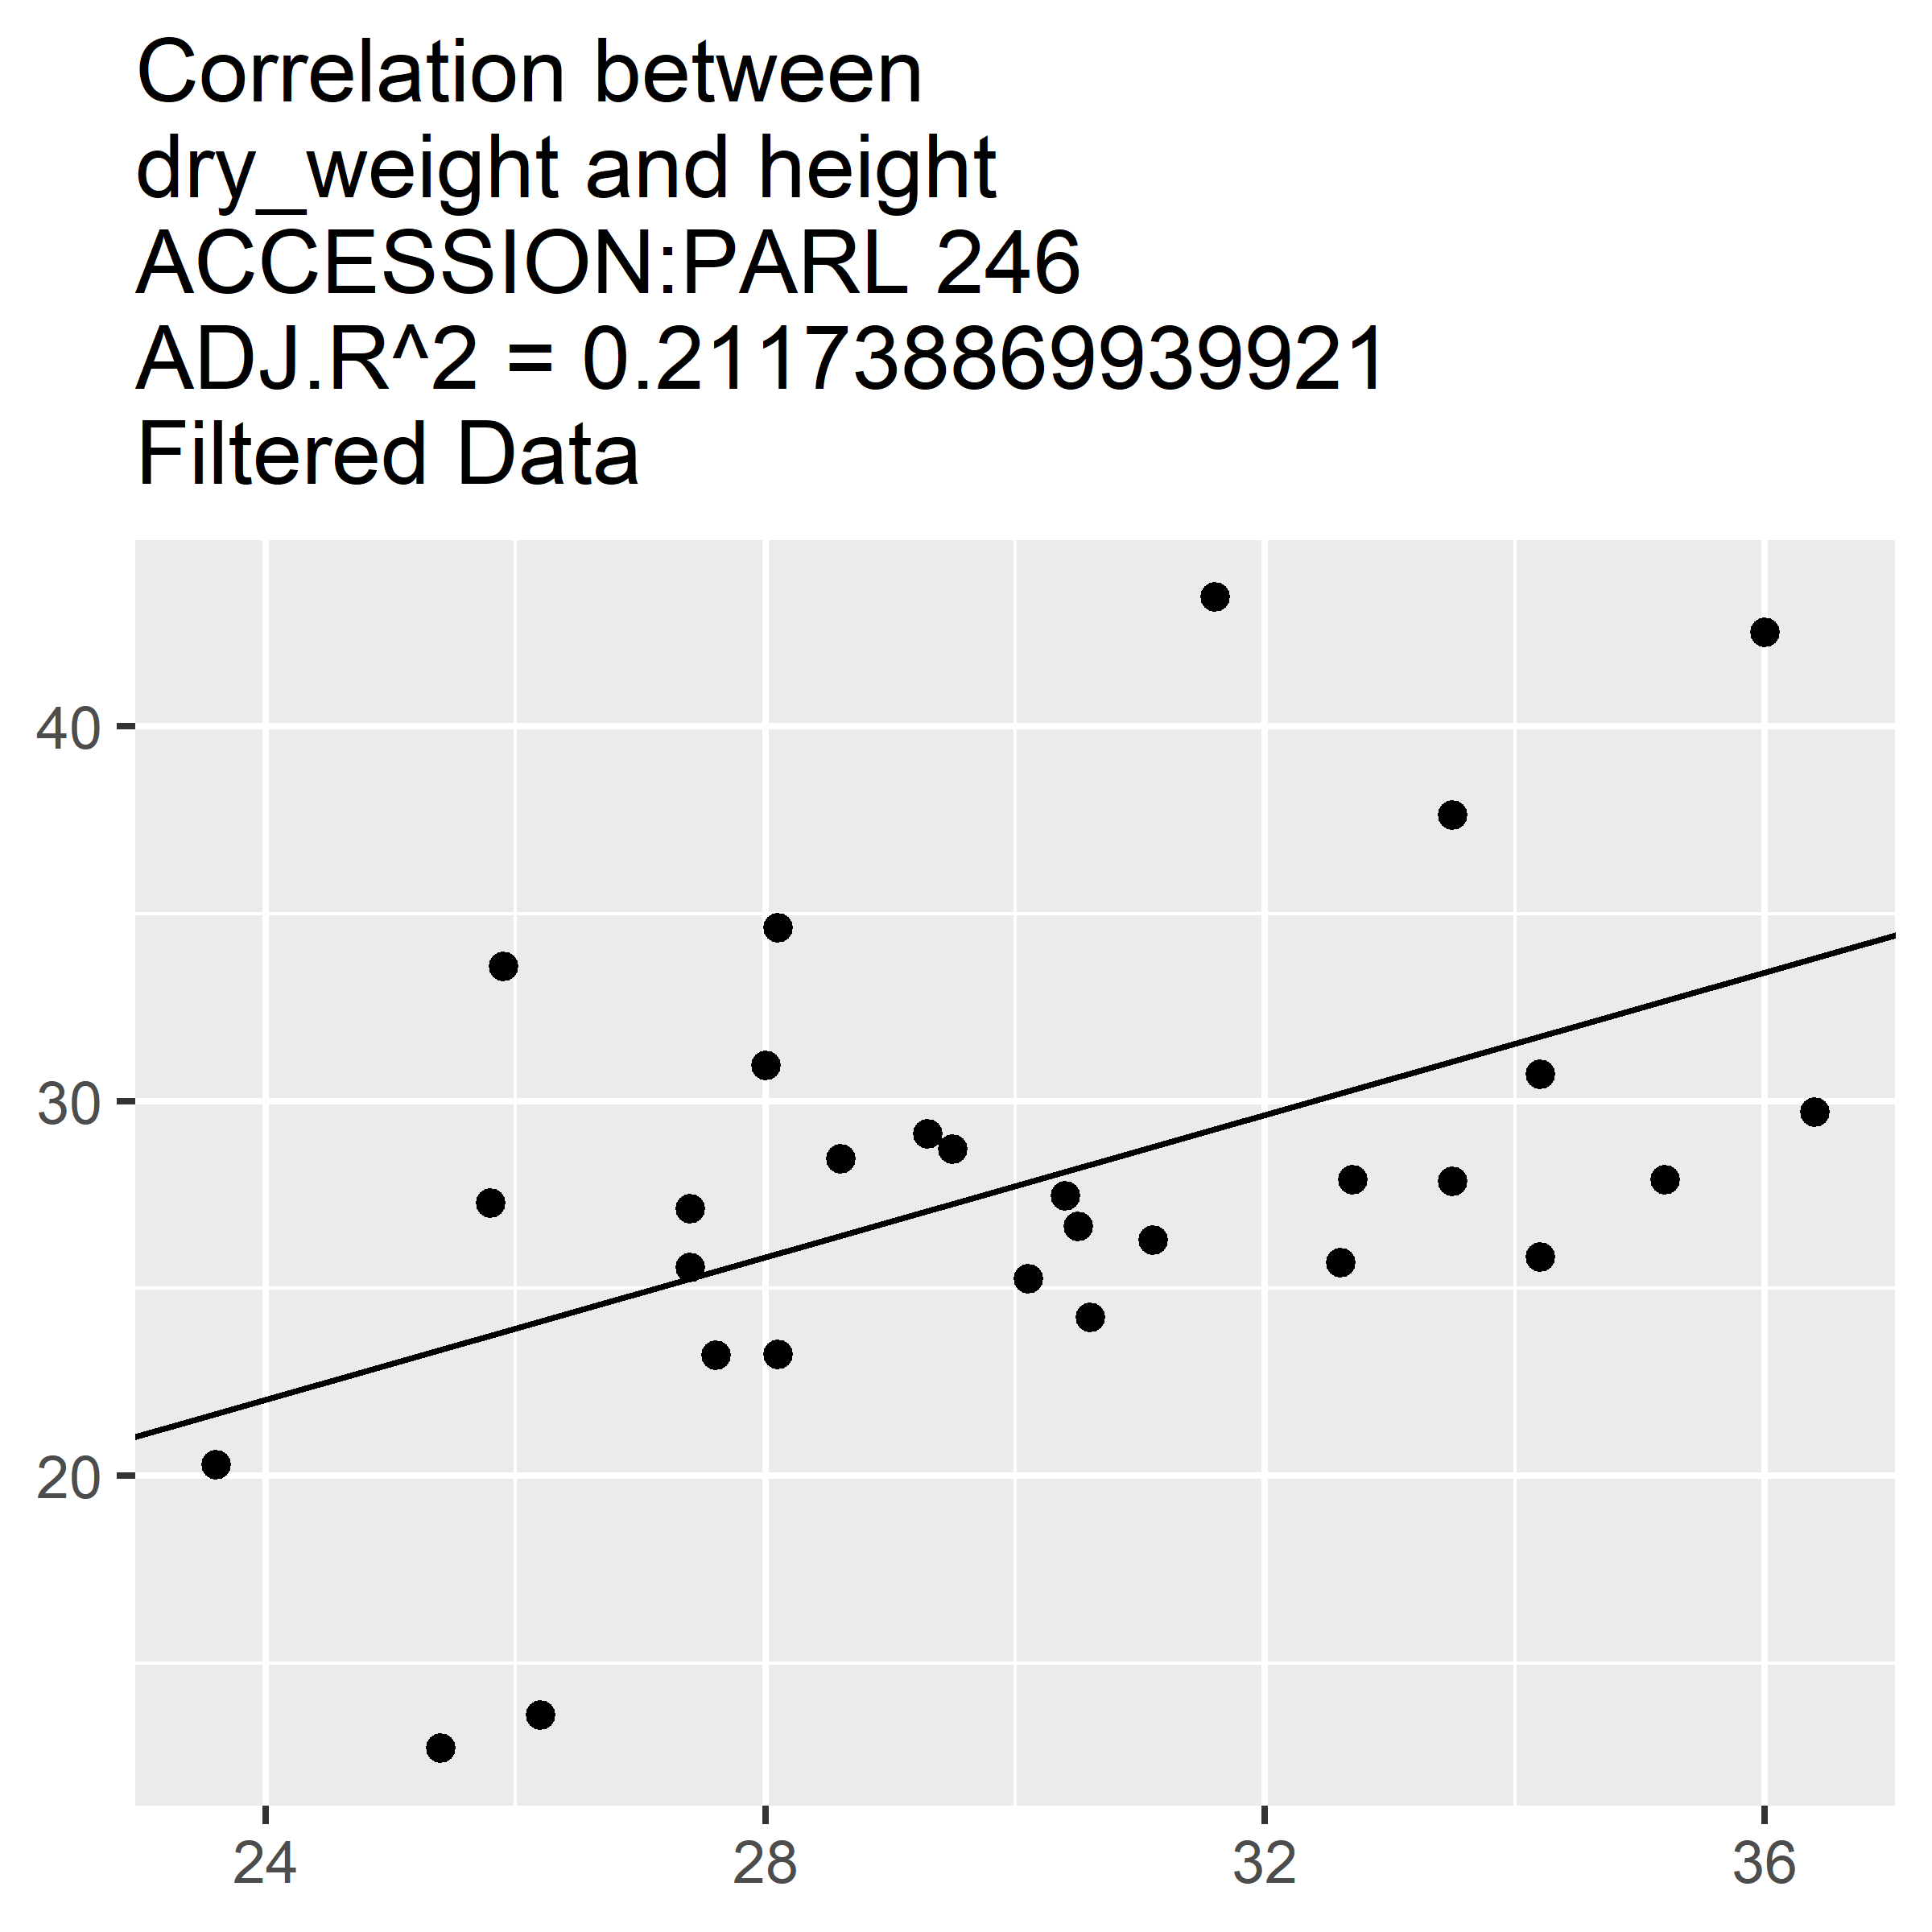 Correlation between
dry_weight and height
ACCESSION:PARL 246
ADJ.R^2 = 0.211738869939921
Filtered Data
40
30
20
24 28 32 36